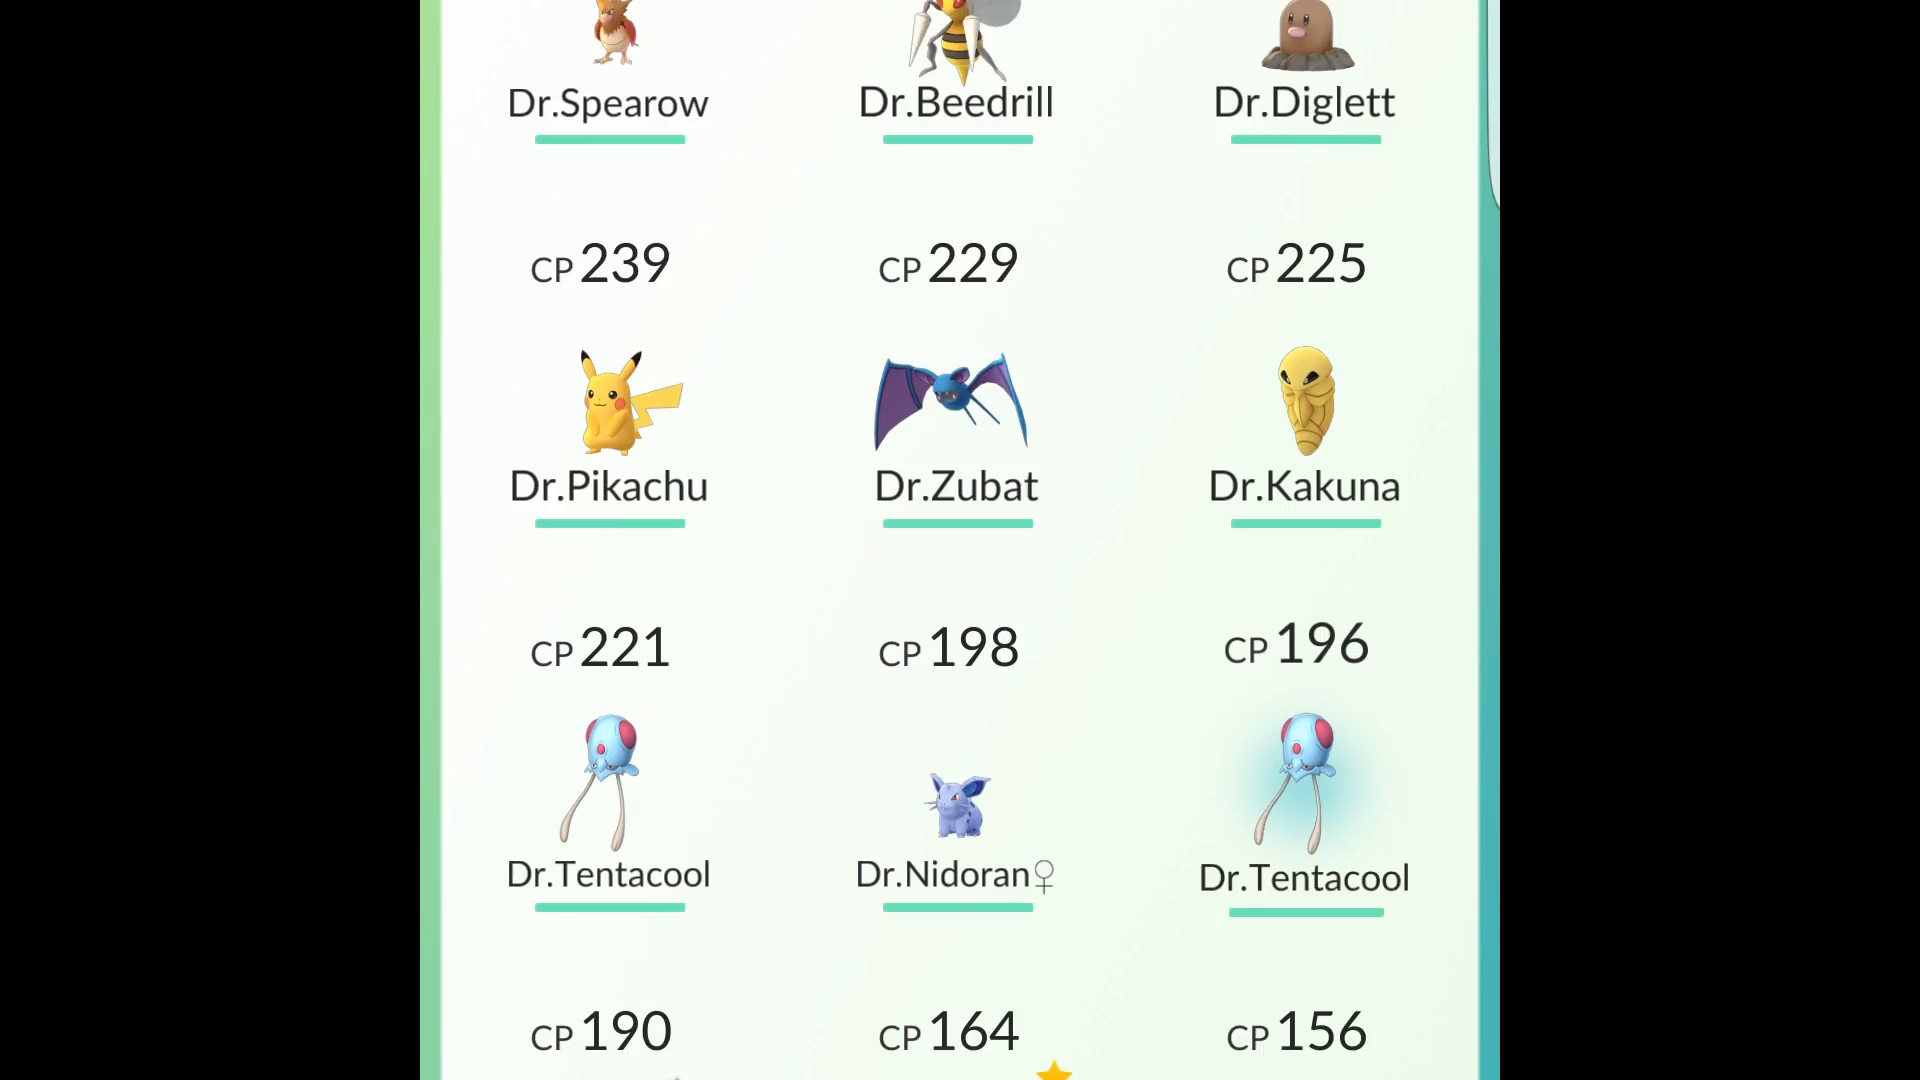 Dr.Spearow Dr.Beedrill Dr.Diglett
CP239 CP229 CP225
Dr.Pikachu Dr.Zubat Dr.Kakuna
CP221 CP198 CP196
Dr.Tentacool Dr.Nidoran♀ Dr.Tentacool
CP190 CP164 CP156